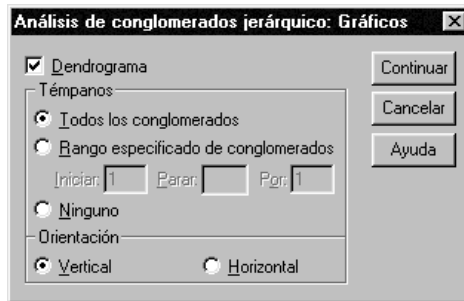 Análisis de conglomerados jerárquico: Gráficos
Dendrograma
Continuar
Témpanos
Todos los conglomerados
Cancelar
Rango especificado de conglomerados
Ayuda
Iniciar: 1 Parar: Por: 1
Ninguno
Orientación
Vertical Horizontal